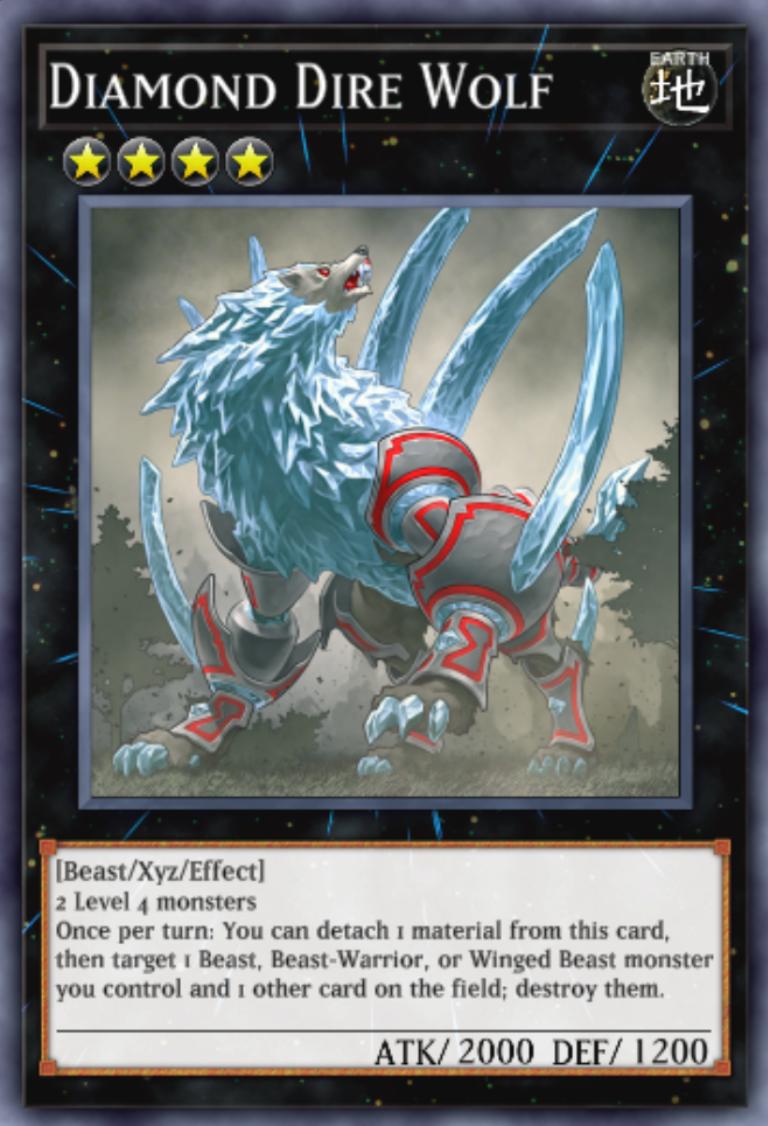 Diamond Dire Wolf
EARTH
地
[Beast/Xyz/Effect]
2 Level 4 monsters
Once per turn: You can detach 1 material from this card,
then target 1 Beast, Beast-Warrior, or Winged Beast monster
you control and 1 other card on the field; destroy them.
ATK/2000 DEF/1200